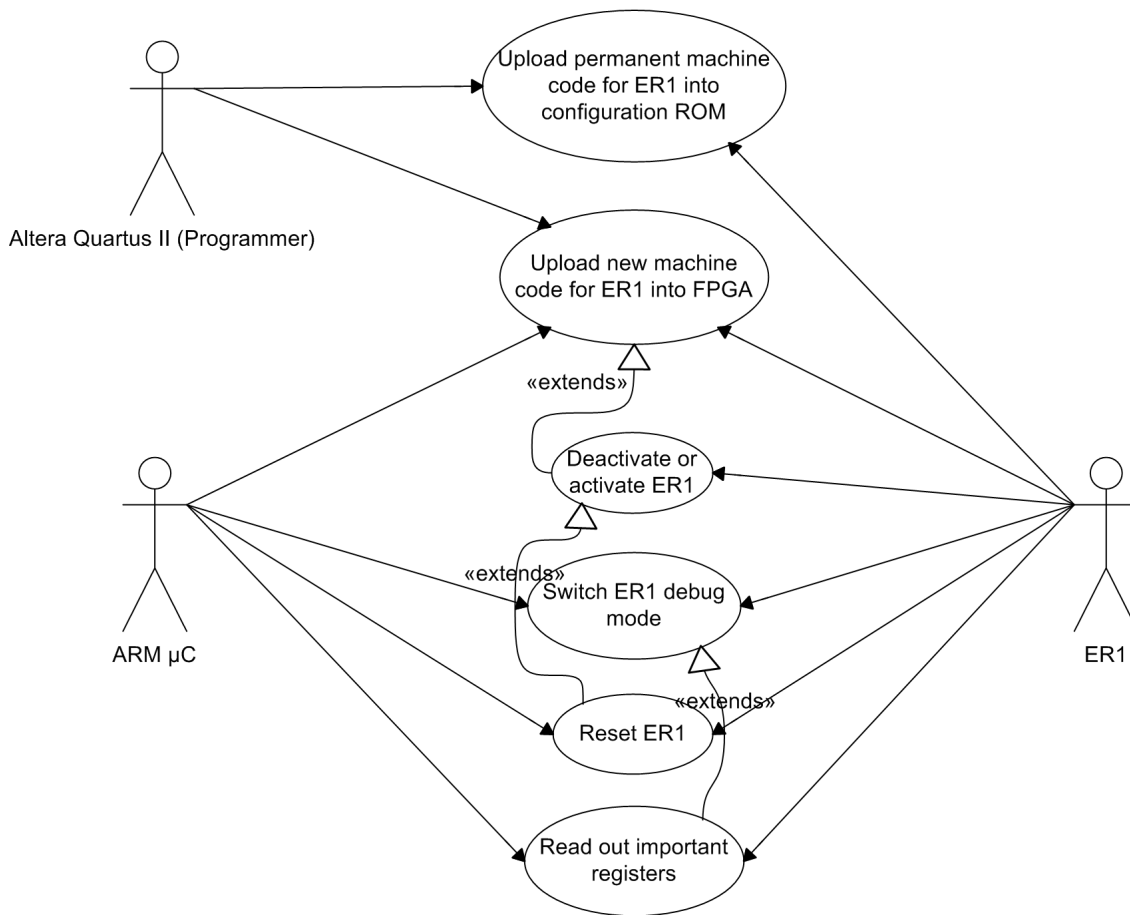 Upload permanent machine
code for ER1 into
configuration ROM
Altera Quartus II (Programmer)
Upload new machine
code for ER1 into FPGA
«extends»
Deactivate or
activate ER1
«extends»
Switch ER1 debug
mode
ARM µC
ER1
«extends»
Reset ER1
Read out important
registers